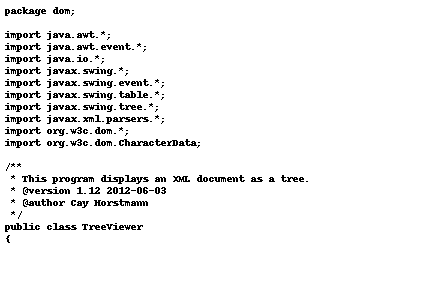 package dom;

import java.awt.*;
import java.awt.event.*;
import java.io.*;
import javax.swing.*;
import javax.swing.event.*;
import javax.swing.table.*;
import javax.swing.tree.*;
import javax.xml.parsers.*;
import org.w3c.dom.*;
import org.w3c.dom.CharacterData;

/**
 * This program displays an XML document as a tree.
 * @version 1.12 2012-06-03
 * @author Cay Horstmann
 */
public class TreeViewer
{